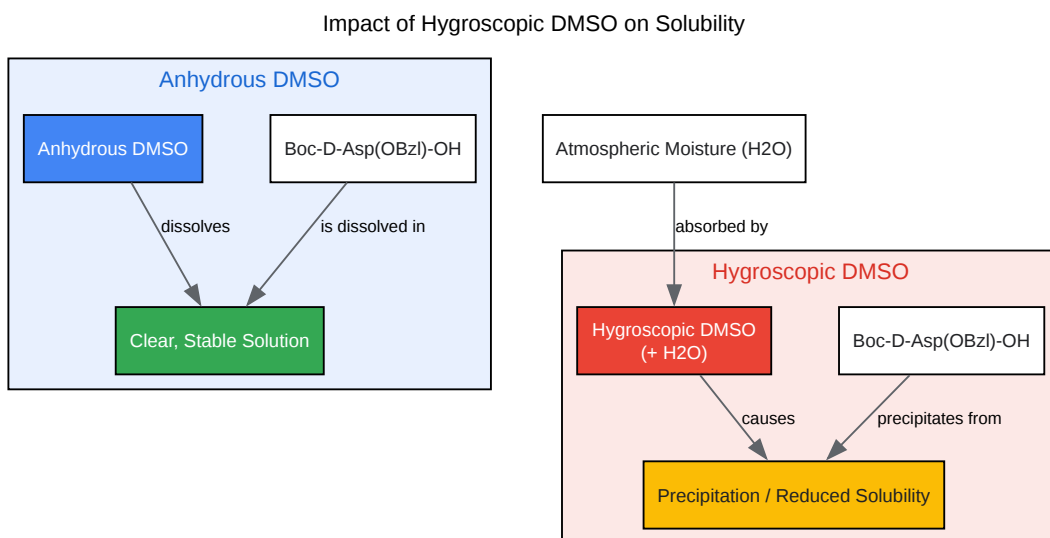 Impact of Hygroscopic DMSO on Solubility
Anhydrous DMSO
Anhydrous DMSO
Boc-D-Asp(OBzl)-OH
dissolves
is dissolved in
Clear, Stable Solution
Atmospheric Moisture (H2O)
absorbed by
Hygroscopic DMSO
Hygroscopic DMSO
(+ H2O)
Boc-D-Asp(OBzl)-OH
causes
precipitates from
Precipitation / Reduced Solubility